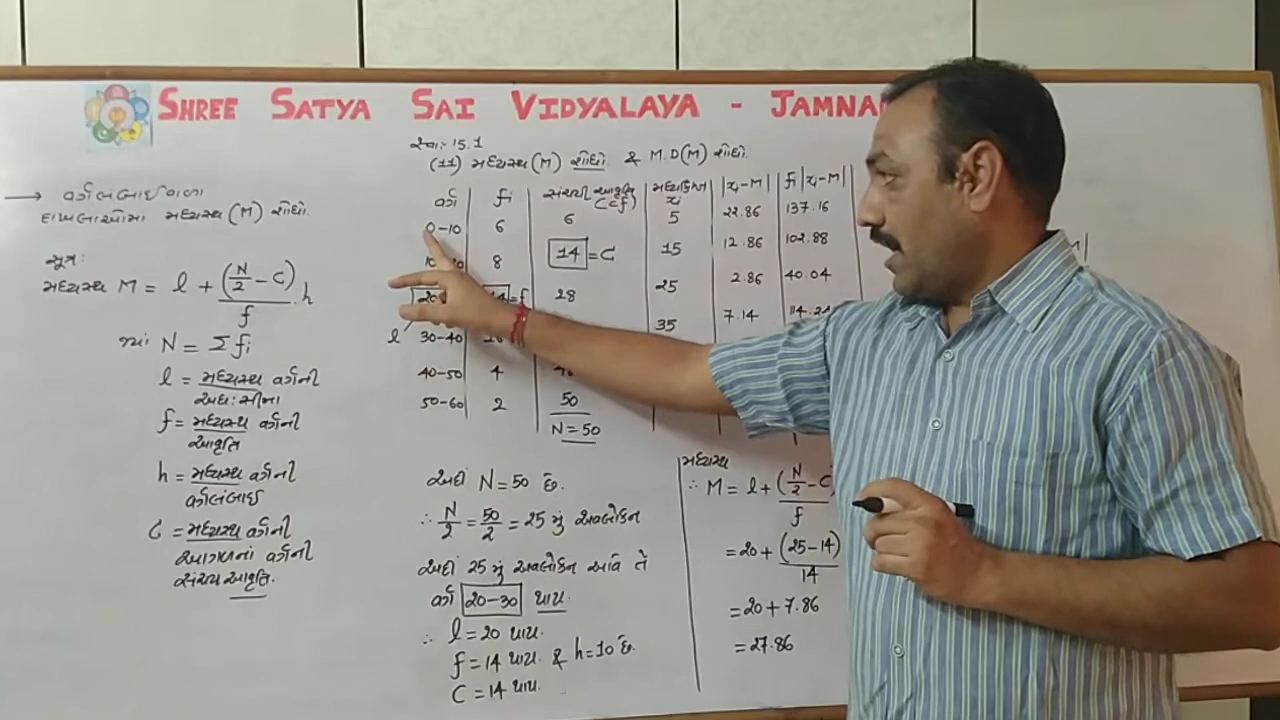 SHREE SATYA SAI VIDYALAYA - JAMNA
સ્વા: 15.1
(11) મધ્યસ્થ (M) શોધો & M.D(M) શોધો.
→ વર્ગલંબાઈવાળા
દાખલાઓમા મધ્યસ્થ (M) શોધો.
સૂત્ર:
મધ્યસ્થ M = l + (N/2 - C)/f . h
જ્યાં N = Σfi
l = મધ્યસ્થ વર્ગની
અધ:સીમા
f = મધ્યસ્થ વર્ગની
આવૃતિ
h = મધ્યસ્થ વર્ગની
વર્ગલંબાઇ
C = મધ્યસ્થ વર્ગની
આગળનાં વર્ગની
સંચય આવૃતિ.
વર્ગ fi સંચયી આવૃતિ (cf) મધ્યકિંમત xi |xi-M| fi|xi-M|
0-10 6 6 5 22.86 137.16
8 14 = C 15 12.86 102.88
= f 28 25 2.86 40.04
l 30-40 35 7.14
40-50 4
50-60 2 50
N = 50
અહીં N = 50 છે.
∴ N/2 = 50/2 = 25 મું અવલોકન
અહીં 25 મું અવલોકન આવે તે
વર્ગ 20-30 થાય.
∴ l = 20 થાય.
f = 14 થાય. & h = 10 છે.
C = 14 થાય.
મધ્યસ્થ
∴ M = l + (N/2 - C)/f
= 20 + (25-14)/14
= 20 + 7.86
= 27.86